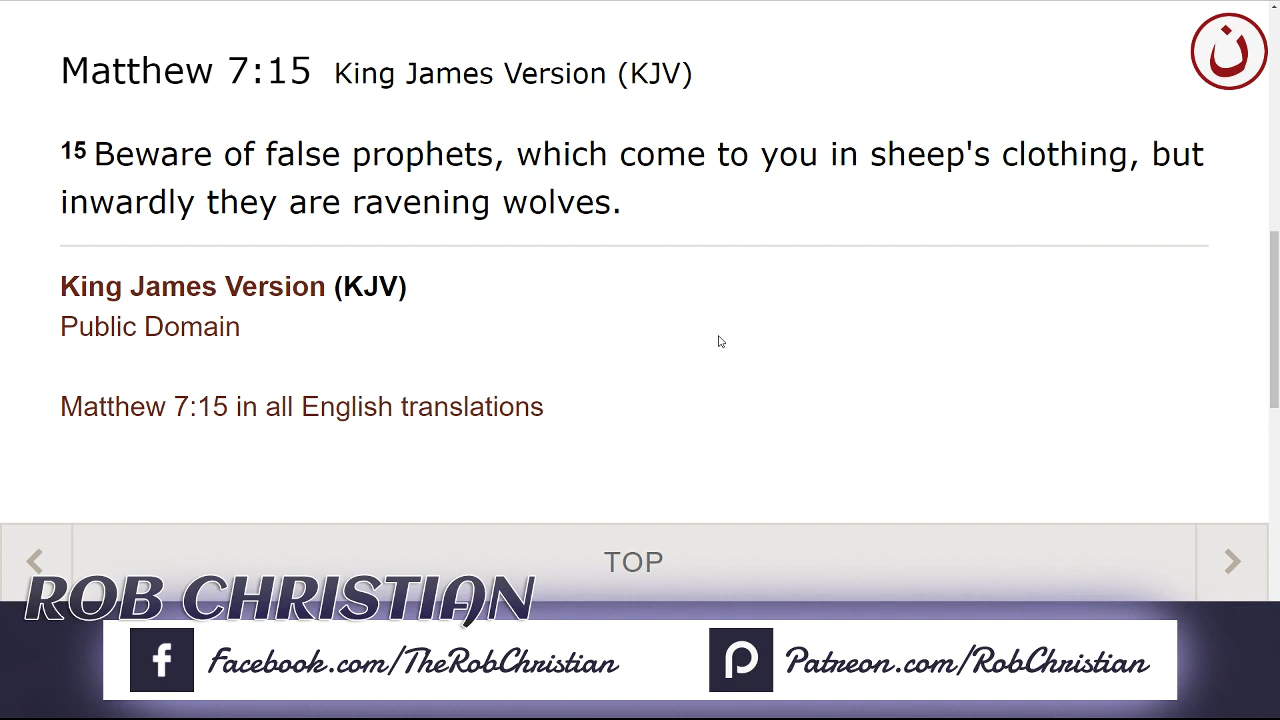 Matthew 7:15 King James Version (KJV)
ن
15 Beware of false prophets, which come to you in sheep's clothing, but
inwardly they are ravening wolves.
King James Version (KJV)
Public Domain
Matthew 7:15 in all English translations
TOP
ROB CHRISTIAN
Facebook.com/TheRobChristian
Patreon.com/RobChristian